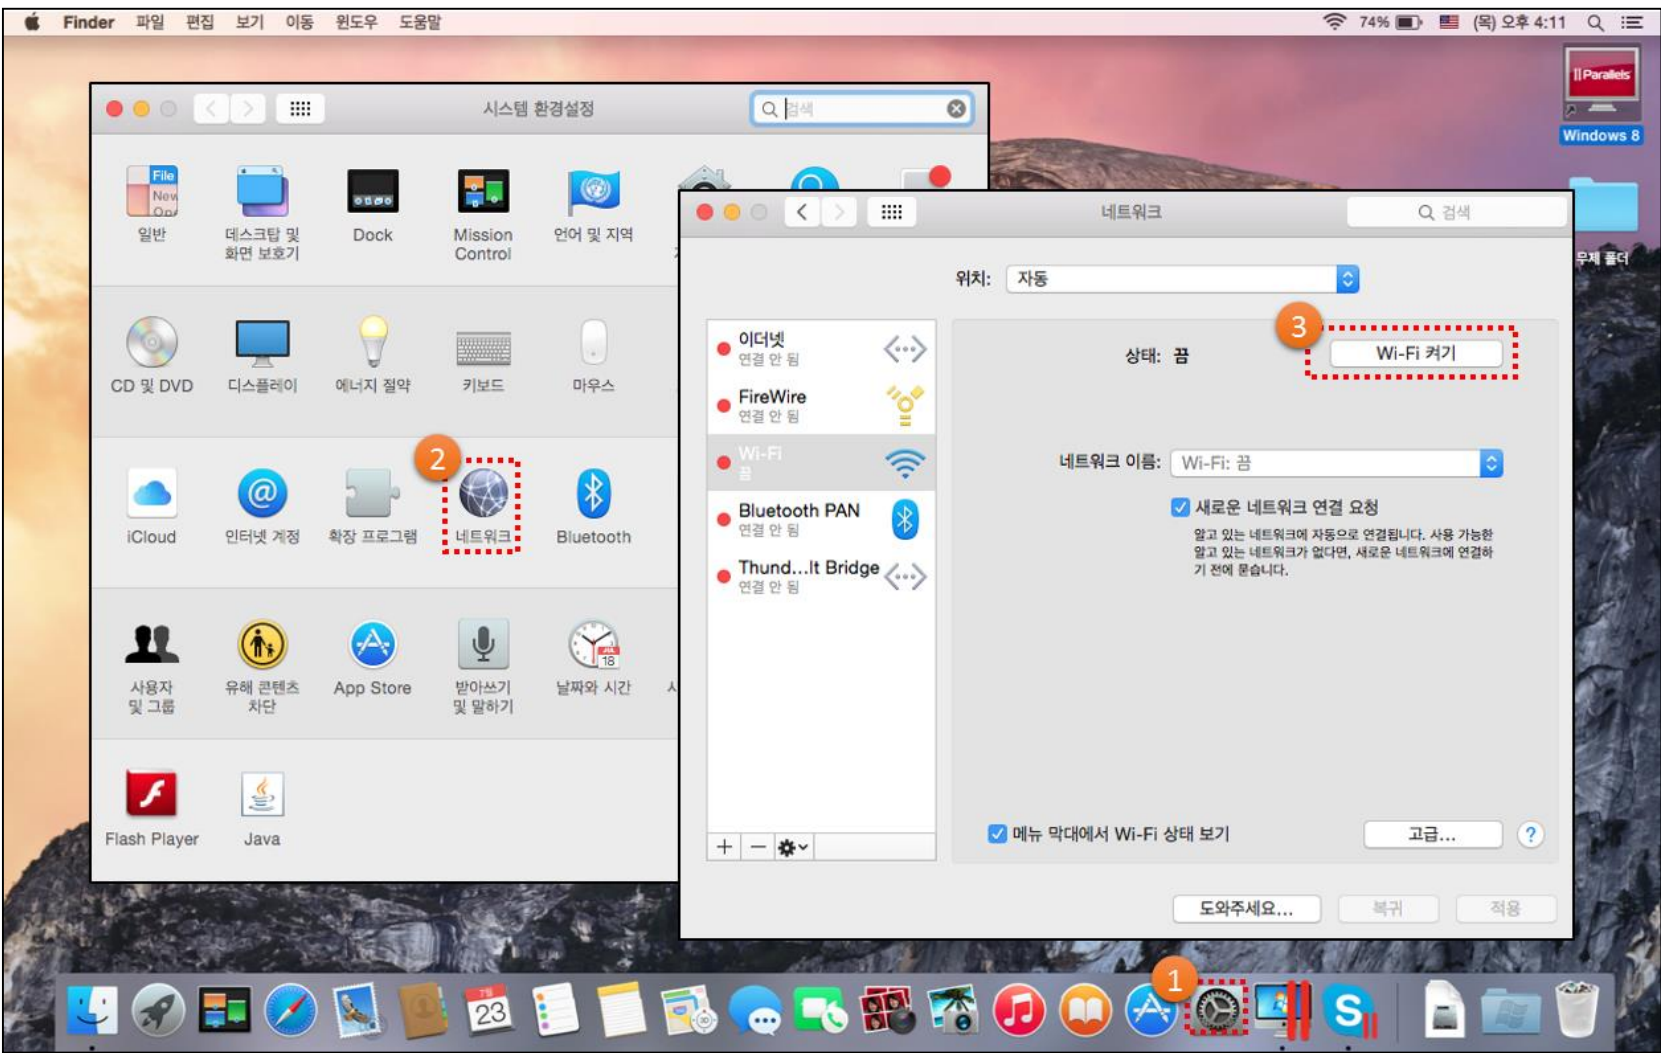 Finder 파일 편집 보기 이동 윈도우 도움말
74% (목) 오후 4:11
Parallels
Windows 8
무제 폴더
시스템 환경설정
검색
File
New
일반
데스크탑 및
화면 보호기
Dock
Mission
Control
언어 및 지역
CD 및 DVD
디스플레이
에너지 절약
키보드
마우스
2
iCloud
인터넷 계정
확장 프로그램
네트워크
Bluetooth
사용자
및 그룹
유해 콘텐츠
차단
App Store
받아쓰기
및 말하기
JUL
18
날짜와 시간
Flash Player
Java
네트워크
검색
위치: 자동
이더넷
연결 안 됨
FireWire
연결 안 됨
Wi-Fi
끔
Bluetooth PAN
연결 안 됨
Thund...lt Bridge
연결 안 됨
상태: 끔
3
Wi-Fi 켜기
네트워크 이름: Wi-Fi: 끔
새로운 네트워크 연결 요청
알고 있는 네트워크에 자동으로 연결됩니다. 사용 가능한
알고 있는 네트워크가 없다면, 새로운 네트워크에 연결하
기 전에 묻습니다.
메뉴 막대에서 Wi-Fi 상태 보기
고급...
?
도와주세요...
복귀
적용
1
7월
23